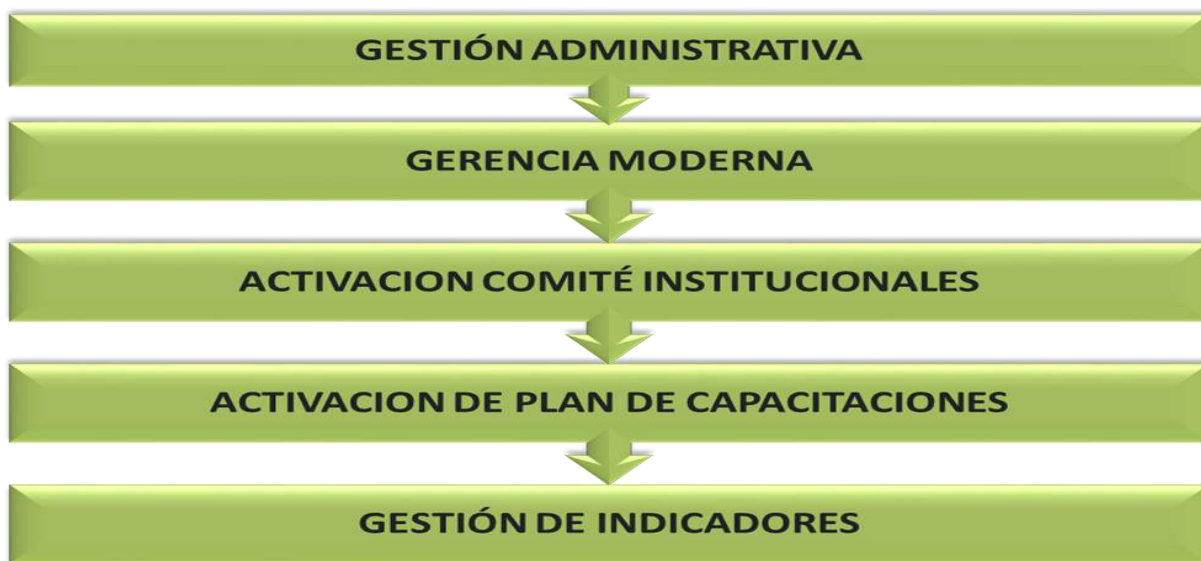 GESTIÓN ADMINISTRATIVA
GERENCIA MODERNA
ACTIVACION COMITÉ INSTITUCIONALES
ACTIVACION DE PLAN DE CAPACITACIONES
GESTIÓN DE INDICADORES